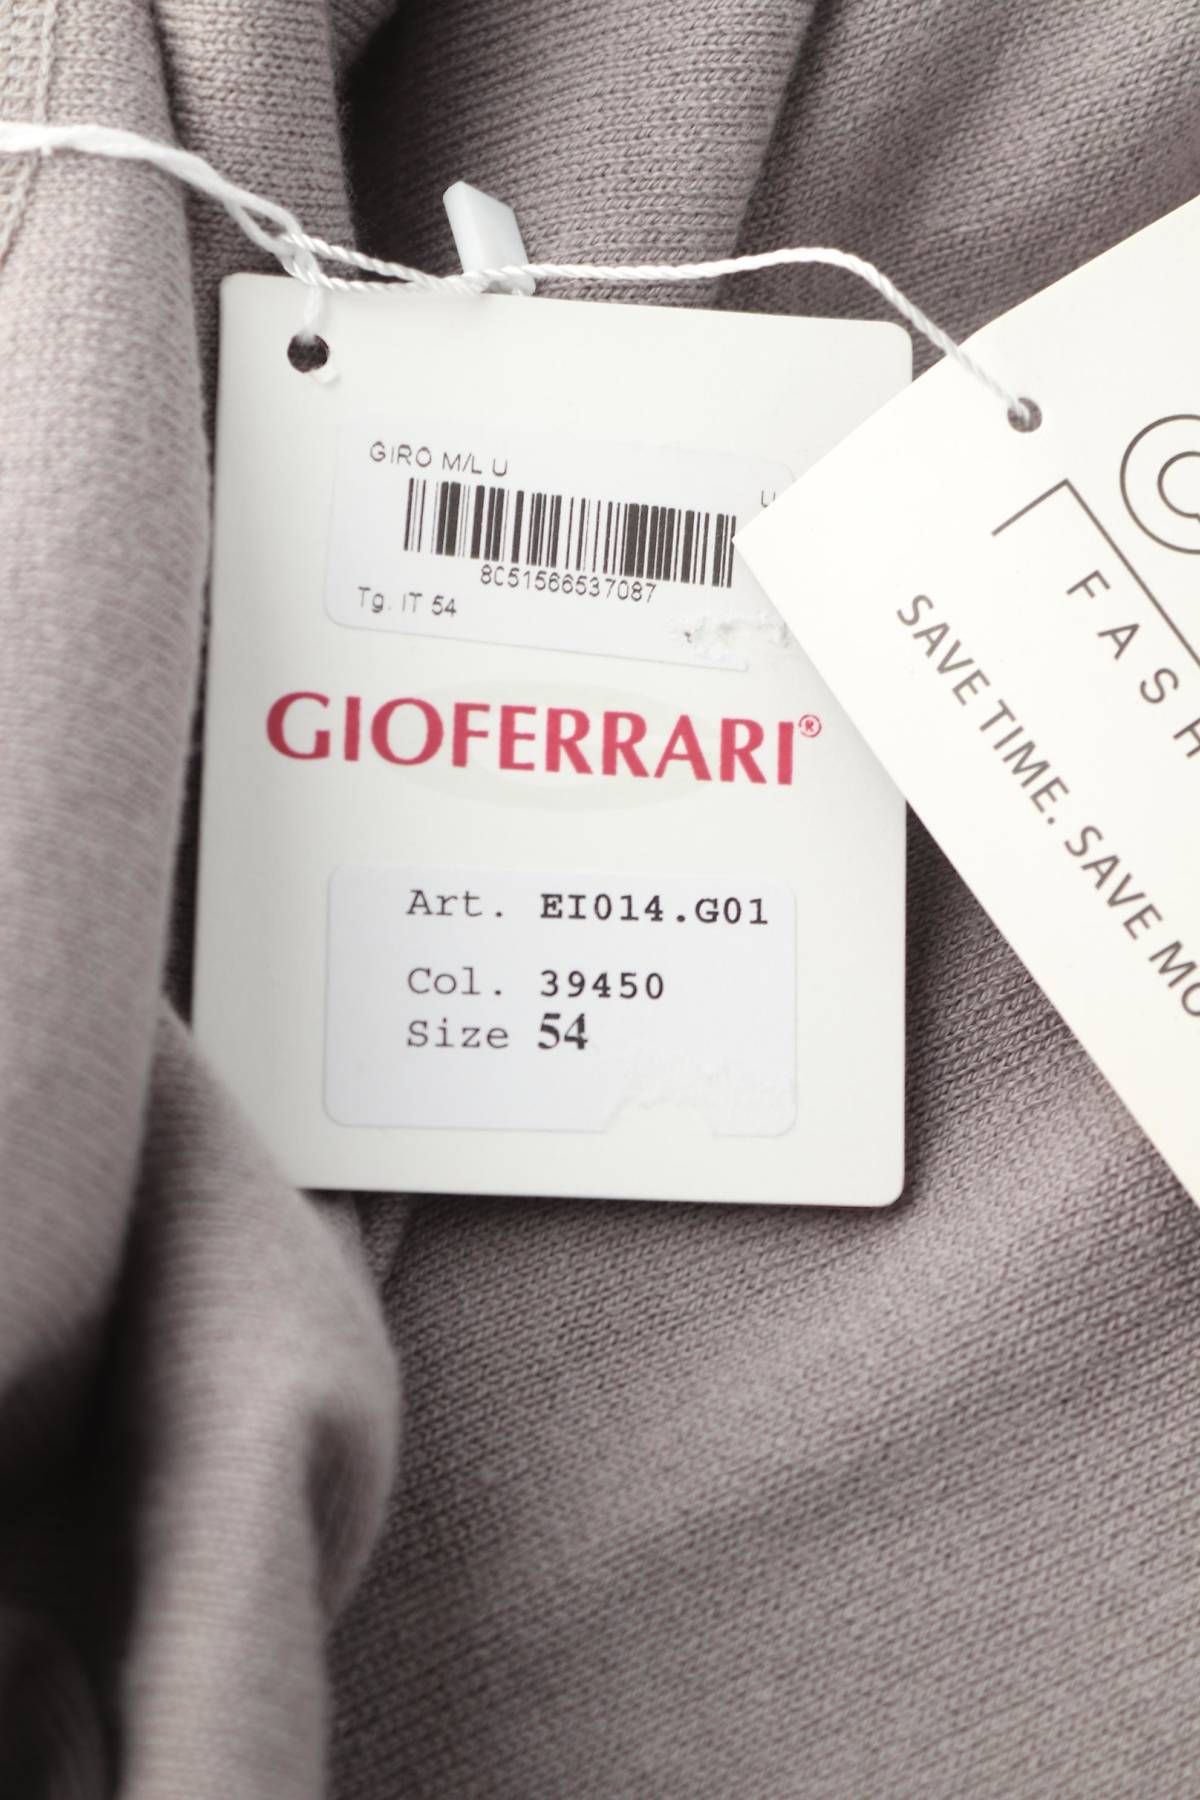 GIRO M/L U
U
8051566537087
Tg. IT 54
GIOFERRARI®
Art. EI014.G01
Col. 39450
Size 54
FASH
SAVE TIME. SAVE MO